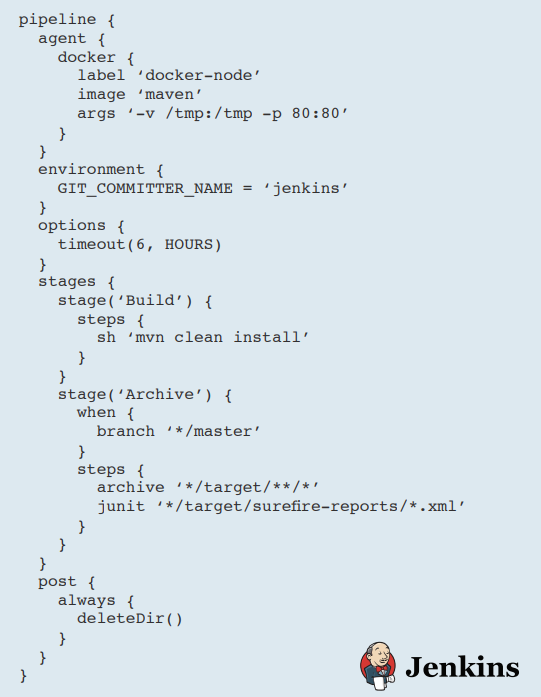 pipeline {
  agent {
    docker {
      label ‘docker-node’
      image ‘maven’
      args ‘-v /tmp:/tmp -p 80:80’
    }
  }
  environment {
    GIT_COMMITTER_NAME = ‘jenkins’
  }
  options {
    timeout(6, HOURS)
  }
  stages {
    stage(‘Build’) {
      steps {
        sh ‘mvn clean install’
      }
    }
    stage(‘Archive’) {
      when {
        branch ‘*/master’
      }
      steps {
        archive ‘*/target/**/*’
        junit ‘*/target/surefire-reports/*.xml’
      }
    }
  }
  post {
    always {
      deleteDir()
    }
  }
}
Jenkins